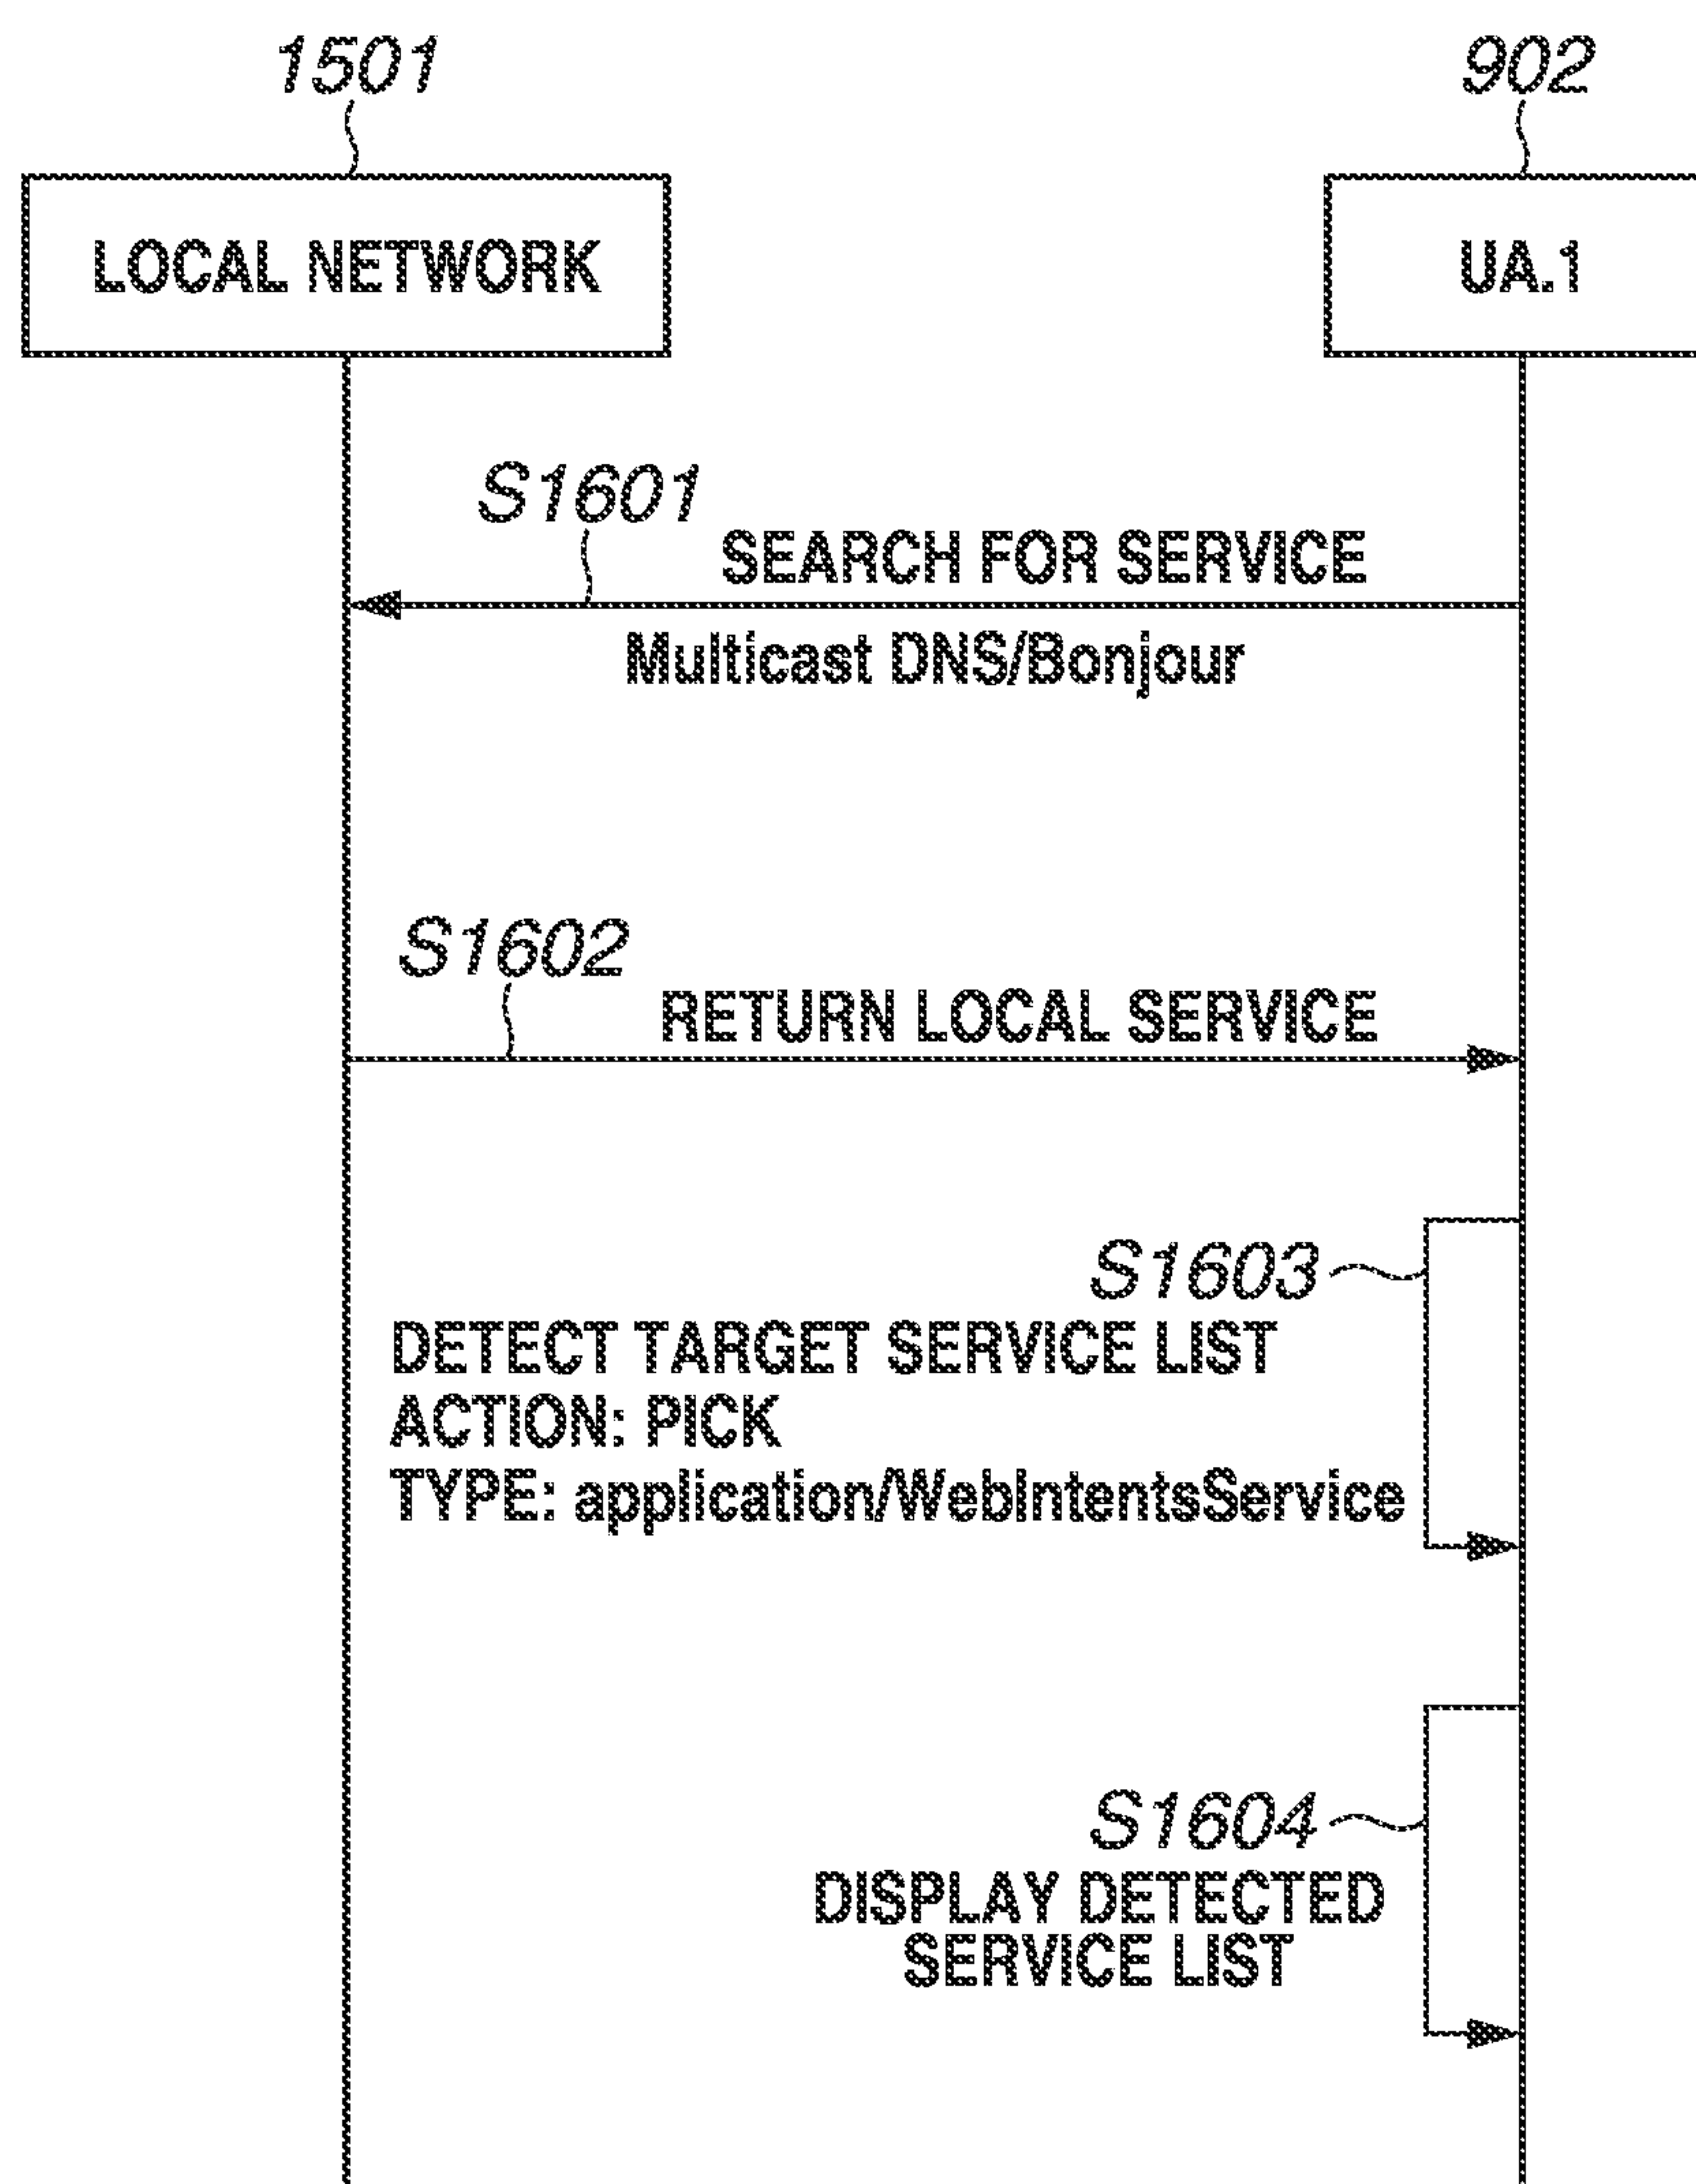 1501
902
LOCAL NETWORK
UA.1
S1601
SEARCH FOR SERVICE
Multicast DNS/Bonjour
S1602
RETURN LOCAL SERVICE
S1603
DETECT TARGET SERVICE LIST
ACTION: PICK
TYPE: application/WebIntentsService
S1604
DISPLAY DETECTED
SERVICE LIST